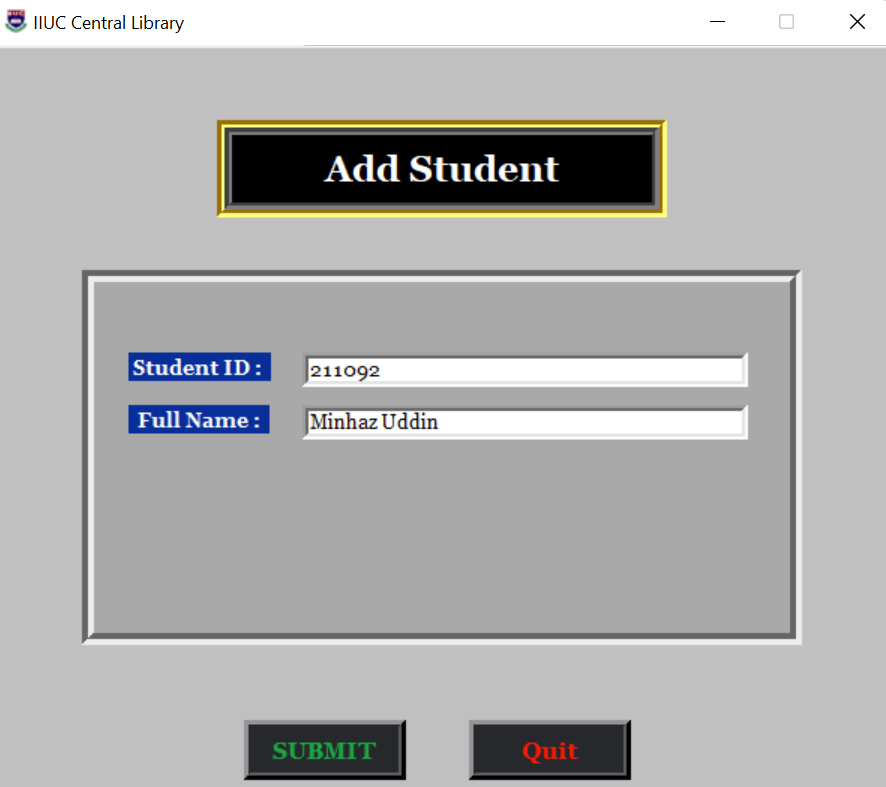 IIUC Central Library
Add Student
Student ID : 211092
Full Name : Minhaz Uddin
SUBMIT Quit